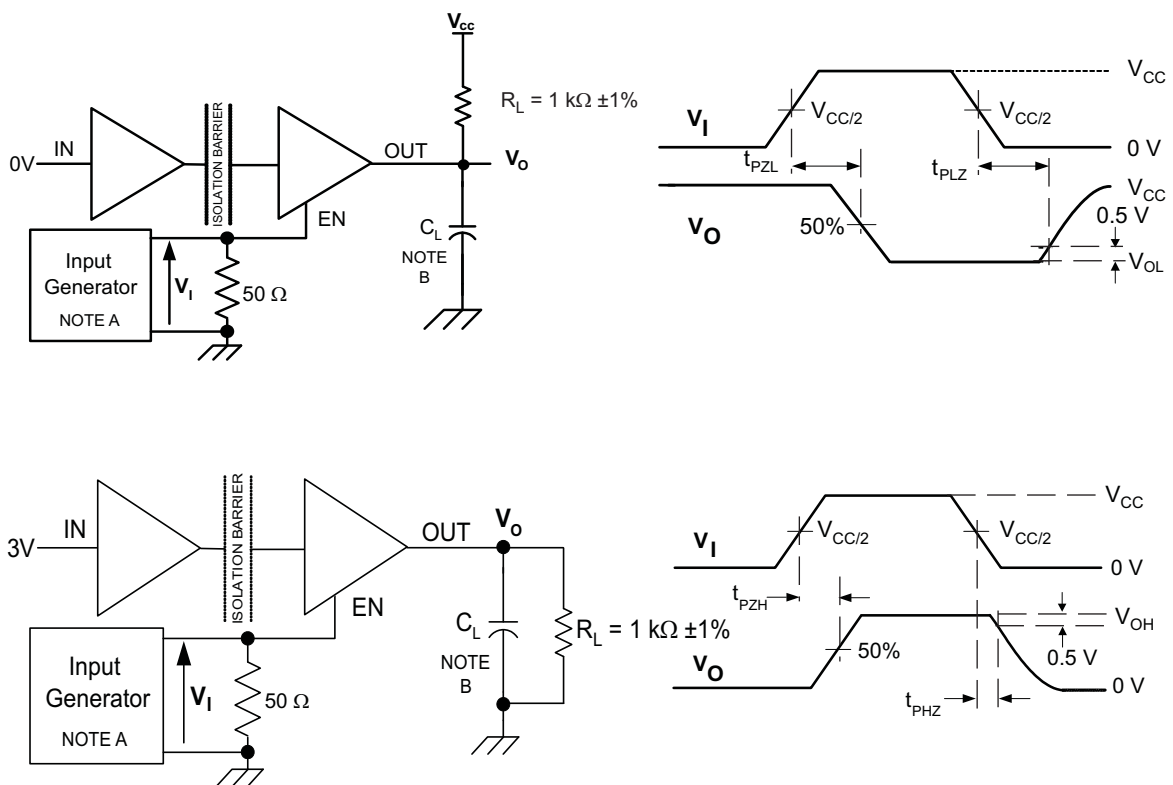 Vcc
RL = 1 kΩ ±1%
0V
IN
ISOLATION BARRIER
OUT
VO
EN
CL
NOTE
B
Input
Generator
NOTE A
VI
50 Ω
VI
VCC/2
VCC/2
VCC
0 V
tPZL
tPLZ
VO
50%
VCC
0.5 V
VOL
3V
IN
ISOLATION BARRIER
OUT
VO
EN
CL
NOTE
B
RL = 1 kΩ ±1%
Input
Generator
NOTE A
VI
50 Ω
VI
VCC/2
VCC/2
VCC
0 V
tPZH
VO
50%
VOH
0.5 V
tPHZ
0 V